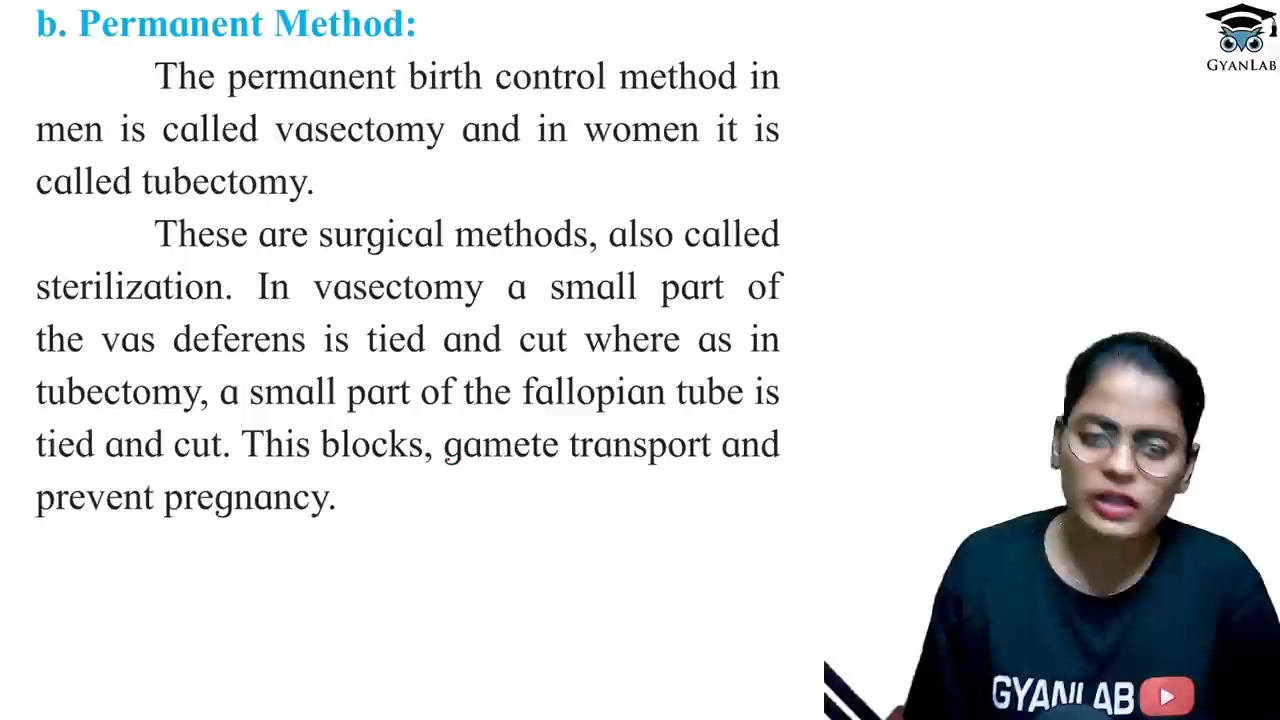 b. Permanent Method:
The permanent birth control method in
men is called vasectomy and in women it is
called tubectomy.
These are surgical methods, also called
sterilization. In vasectomy a small part of
the vas deferens is tied and cut where as in
tubectomy, a small part of the fallopian tube is
tied and cut. This blocks, gamete transport and
prevent pregnancy.
GYANLAB
GYANLAB